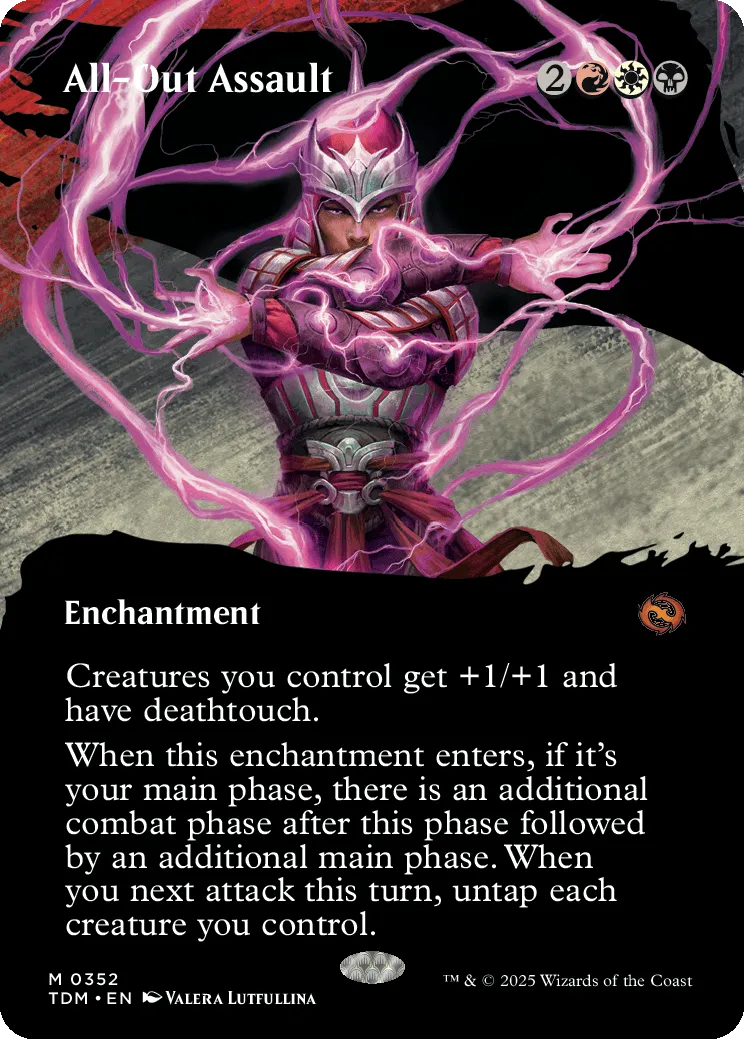 All-Out Assault 2
Enchantment
Creatures you control get +1/+1 and
have deathtouch.
When this enchantment enters, if it's
your main phase, there is an additional
combat phase after this phase followed
by an additional main phase. When
you next attack this turn, untap each
creature you control.
M 0352
TDM • EN Valera Lutfullina
™ & © 2025 Wizards of the Coast